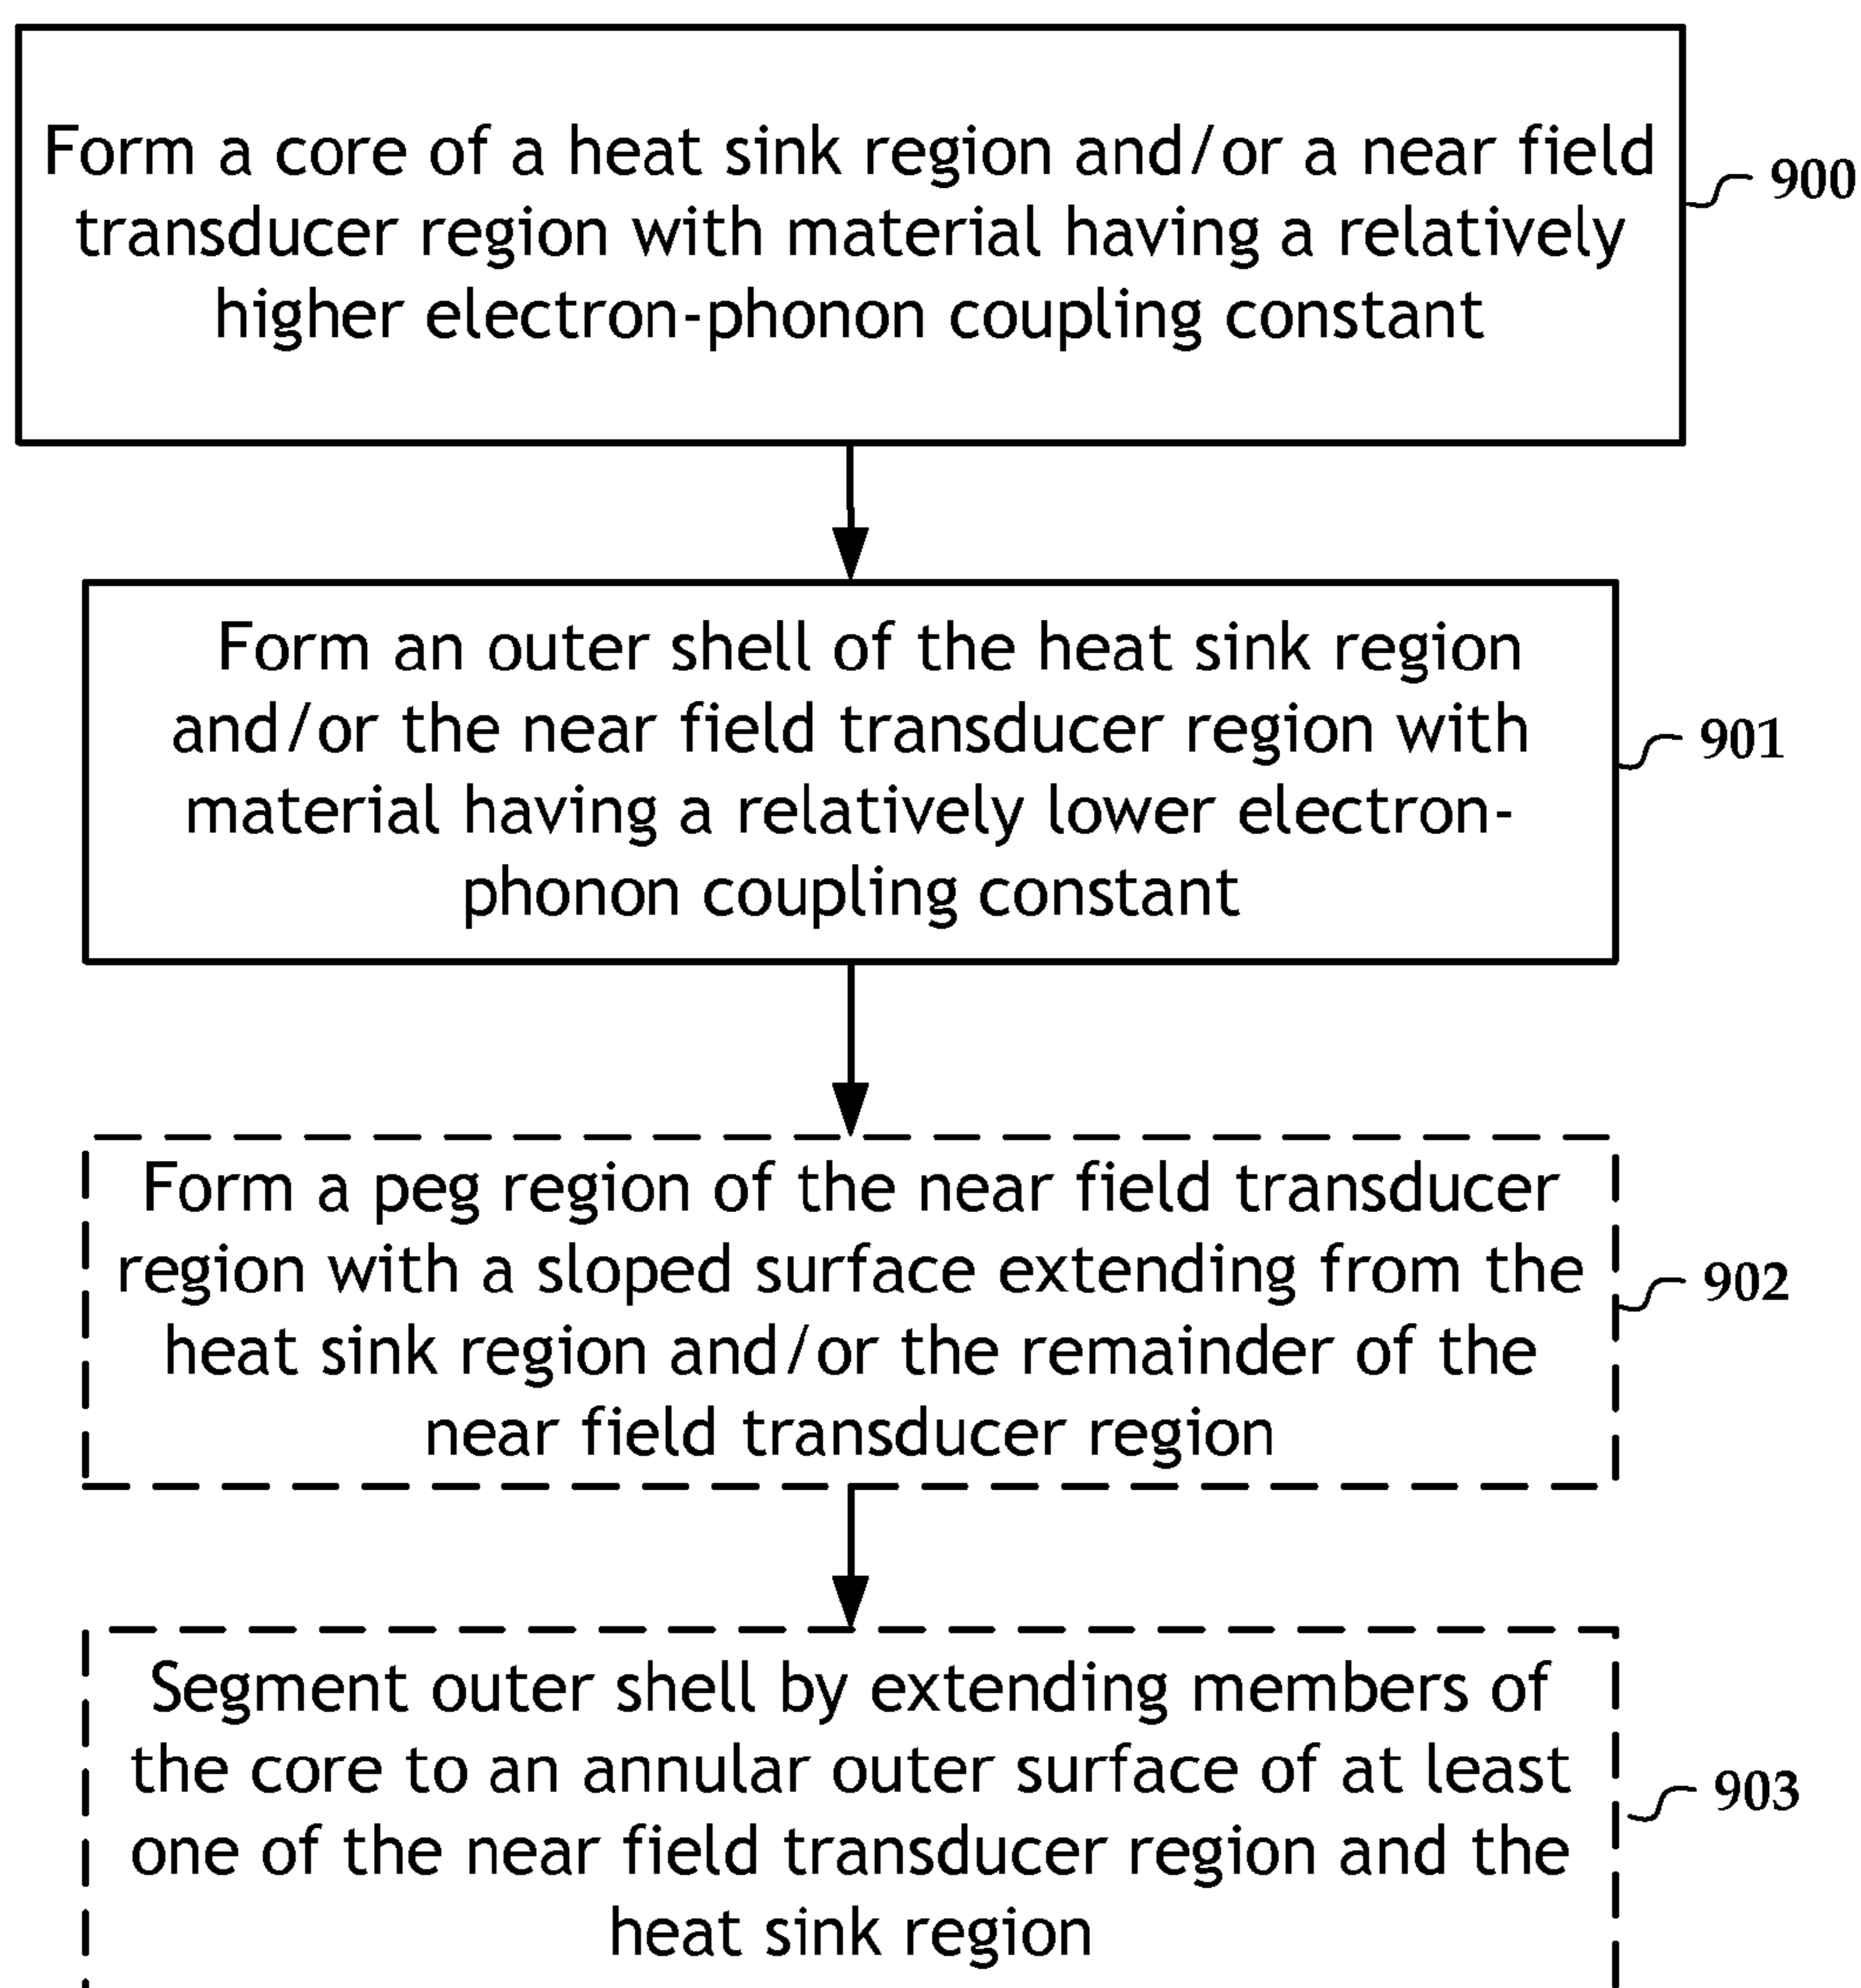 Form a core of a heat sink region and/or a near field
transducer region with material having a relatively
higher electron-phonon coupling constant
900
Form an outer shell of the heat sink region
and/or the near field transducer region with
material having a relatively lower electron-
phonon coupling constant
901
Form a peg region of the near field transducer
region with a sloped surface extending from the
heat sink region and/or the remainder of the
near field transducer region
902
Segment outer shell by extending members of
the core to an annular outer surface of at least
one of the near field transducer region and the
heat sink region
903